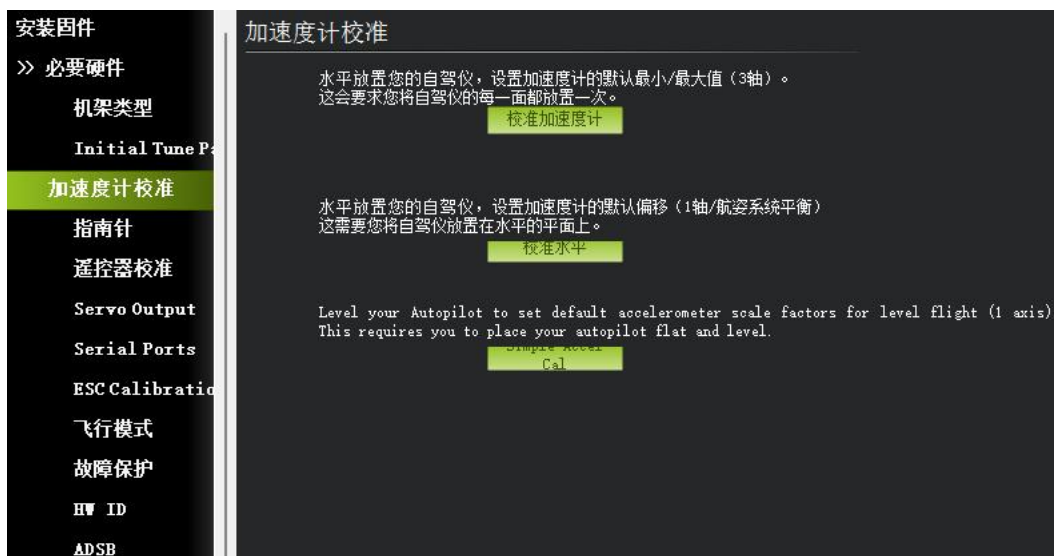 安装固件
>> 必要硬件
机架类型
Initial Tune Pa
加速度计校准
指南针
遥控器校准
Servo Output
Serial Ports
ESC Calibratio
飞行模式
故障保护
HW ID
ADSB
加速度计校准
水平放置您的自驾仪，设置加速度计的默认最小/最大值（3轴）。
这会要求您将自驾仪的每一面都放置一次。
校准加速度计
水平放置您的自驾仪，设置加速度计的默认偏移（1轴/航姿系统平衡）
这需要您将自驾仪放置在水平的平面上。
校准水平
Level your Autopilot to set default accelerometer scale factors for level flight (1 axis)
This requires you to place your autopilot flat and level.
Simple Accel
Cal